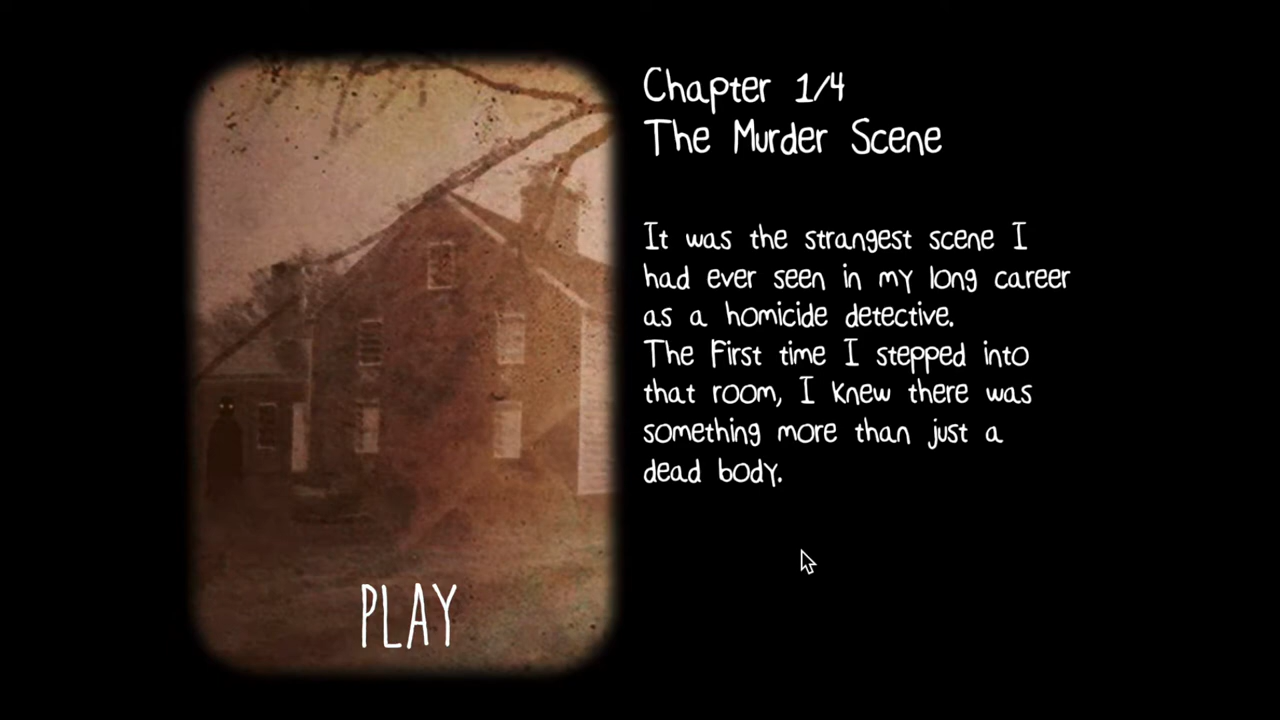 Chapter 1/4
The Murder Scene
It was the strangest scene I
had ever seen in my long career
as a homicide detective.
The First time I stepped into
that room, I knew there was
something more than just a
dead body.
PLAY